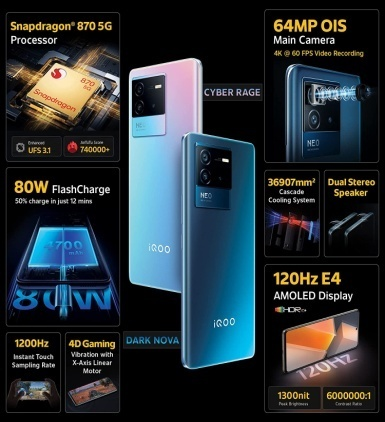 Snapdragon® 870 5G
Processor
Snapdragon
870
5G
Enhanced
UFS 3.1
AnTuTu Score
740000+
80W FlashCharge
50% charge in just 12 mins
4700
80W
1200Hz
Instant Touch
Sampling Rate
4D Gaming
Vibration with
X-Axis Linear
Motor
CYBER RAGE
NEO
iQOO
NEO
iQOO
DARK NOVA
64MP OIS
Main Camera
4K @ 60 FPS Video Recording
NEO
36907mm²
Cascade
Cooling System
Dual Stereo
Speaker
120Hz E4
AMOLED Display
HDR10+
120Hz
1300nit
Peak Brightness
6000000:1
Contrast Ratio